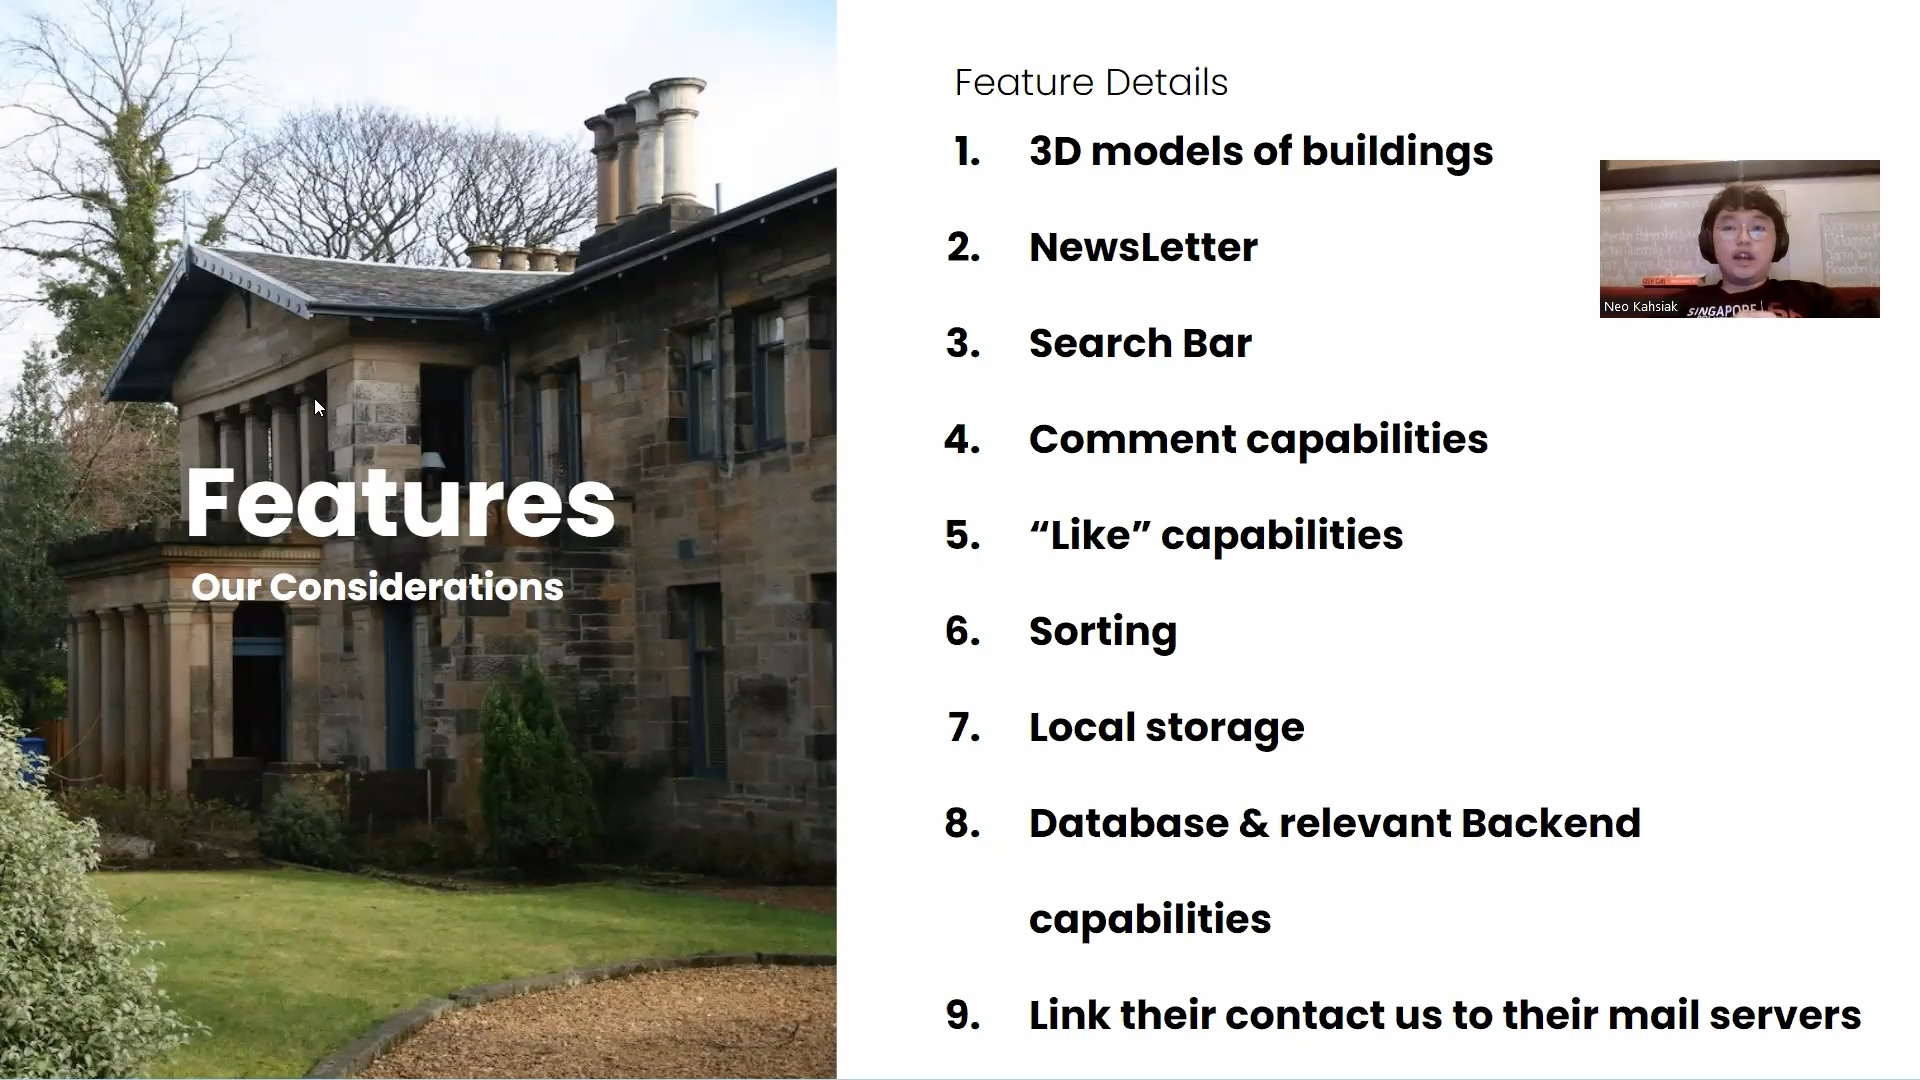 Features
Our Considerations
Feature Details
1. 3D models of buildings
2. NewsLetter
3. Search Bar
4. Comment capabilities
5. “Like” capabilities
6. Sorting
7. Local storage
8. Database & relevant Backend
capabilities
9. Link their contact us to their mail servers
Neo Kahsiak
SINGAPORE